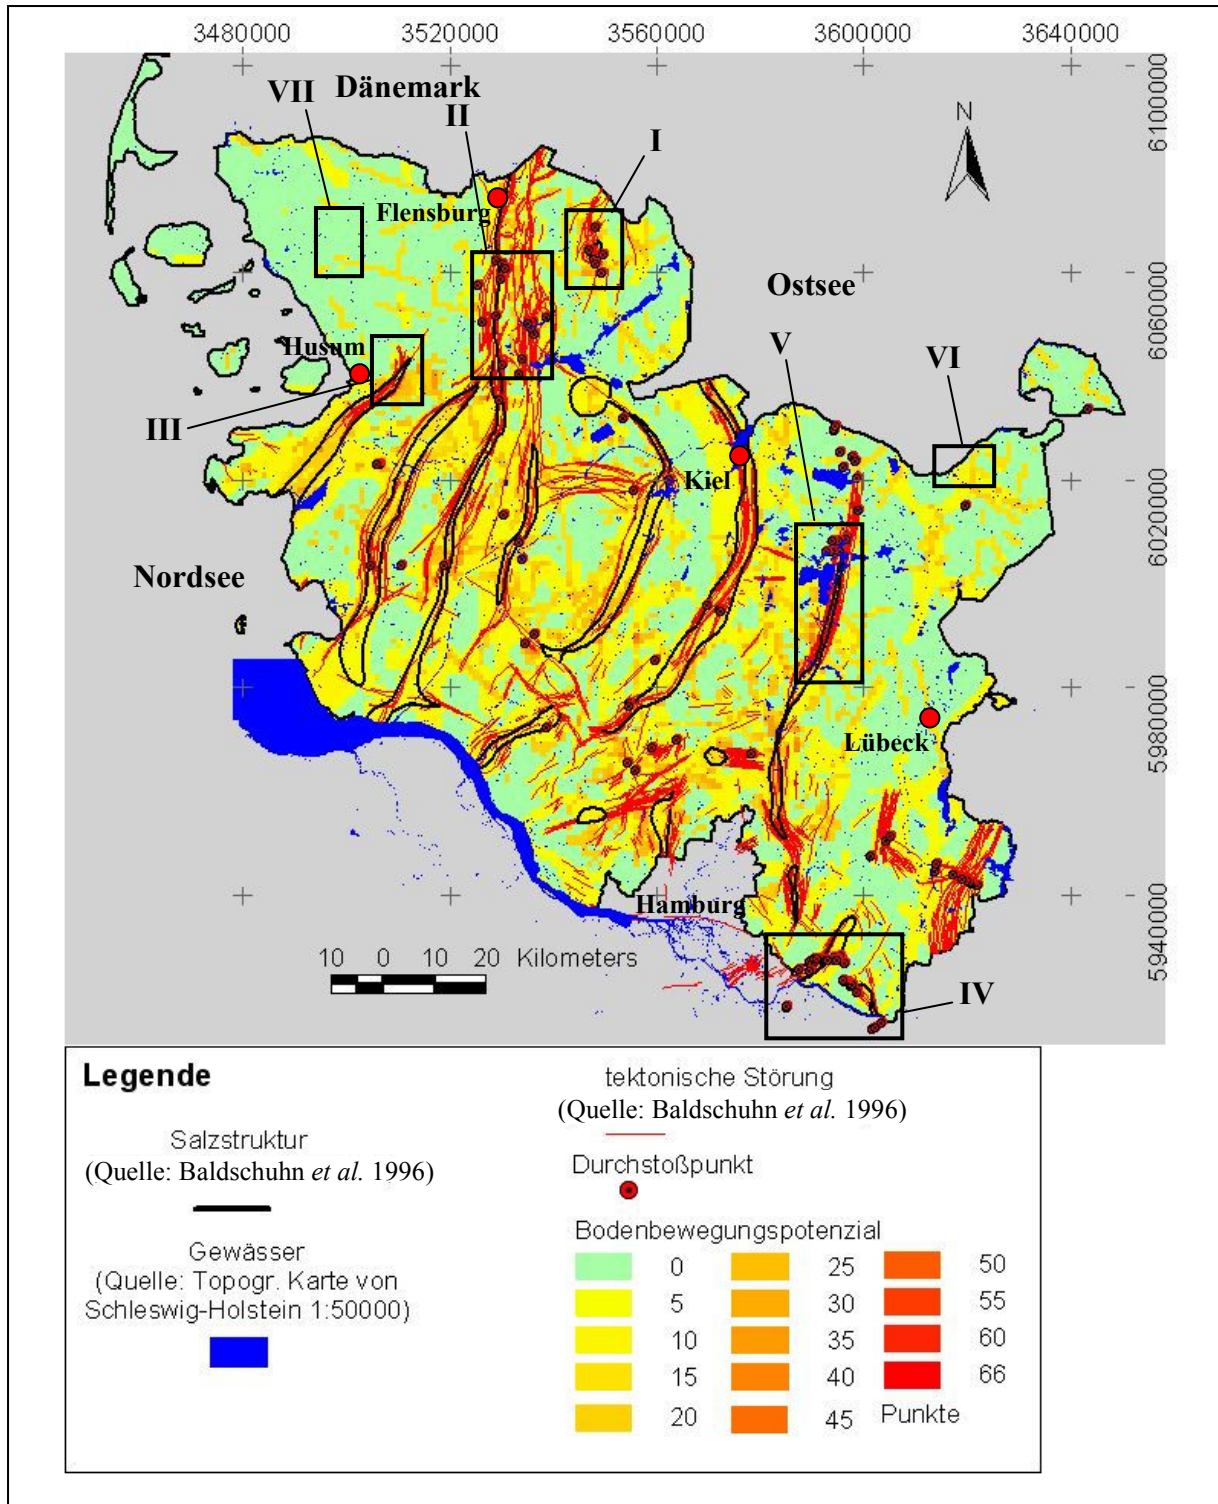 3480000 3520000 3560000 3600000 36400000
Dänemark
VII
II
I
N
6100000
Flensburg
Ostsee
6060000
Husum
V
VI
III
Kiel
6020000
Nordsee
59800000
Lübeck
Hamburg
5940000
10 0 10 20 Kilometers
IV
Legende
Salzstruktur
(Quelle: Baldschuhn et al. 1996)
Gewässer
(Quelle: Topogr. Karte von
Schleswig-Holstein 1:50000)
tektonische Störung
(Quelle: Baldschuhn et al. 1996)
Durchstoßpunkt
Bodenbewegungspotenzial
0 25 50
5 30 55
10 35 60
15 40 66
20 45 Punkte